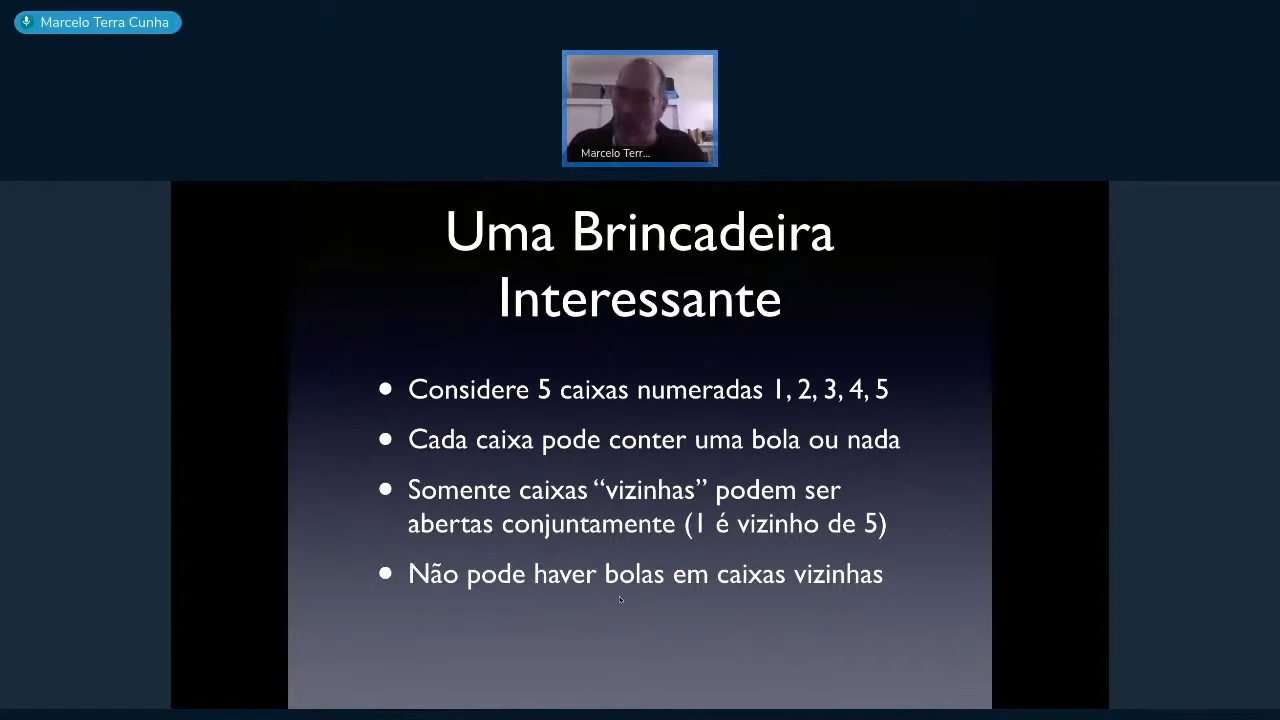 Marcelo Terra Cunha
Marcelo Terr...
Uma Brincadeira
Interessante
• Considere 5 caixas numeradas 1, 2, 3, 4, 5
• Cada caixa pode conter uma bola ou nada
• Somente caixas “vizinhas” podem ser
abertas conjuntamente (1 é vizinho de 5)
• Não pode haver bolas em caixas vizinhas